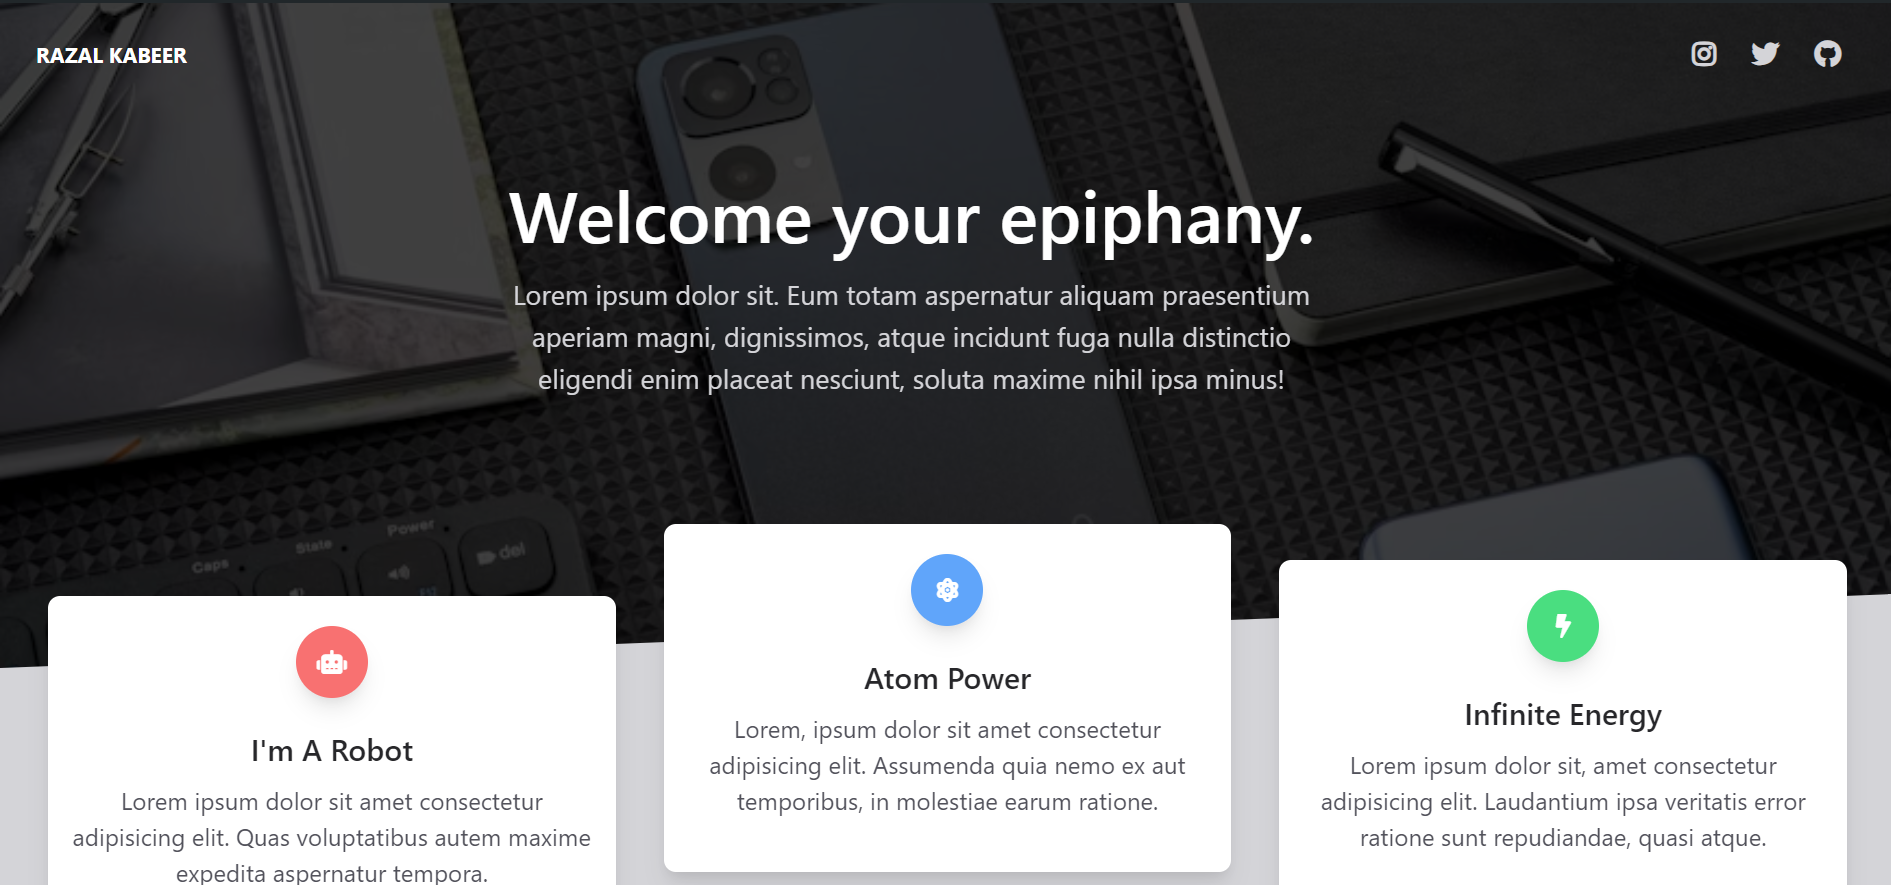 RAZAL KABEER
Welcome your epiphany.
Lorem ipsum dolor sit. Eum totam aspernatur aliquam praesentium
aperiam magni, dignissimos, atque incidunt fuga nulla distinctio
eligendi enim placeat nesciunt, soluta maxime nihil ipsa minus!
Caps
State
Power
del
I'm A Robot
Lorem ipsum dolor sit amet consectetur
adipisicing elit. Quas voluptatibus autem maxime
expedita aspernatur tempora.
Atom Power
Lorem, ipsum dolor sit amet consectetur
adipisicing elit. Assumenda quia nemo ex aut
temporibus, in molestiae earum ratione.
Infinite Energy
Lorem ipsum dolor sit, amet consectetur
adipisicing elit. Laudantium ipsa veritatis error
ratione sunt repudiandae, quasi atque.